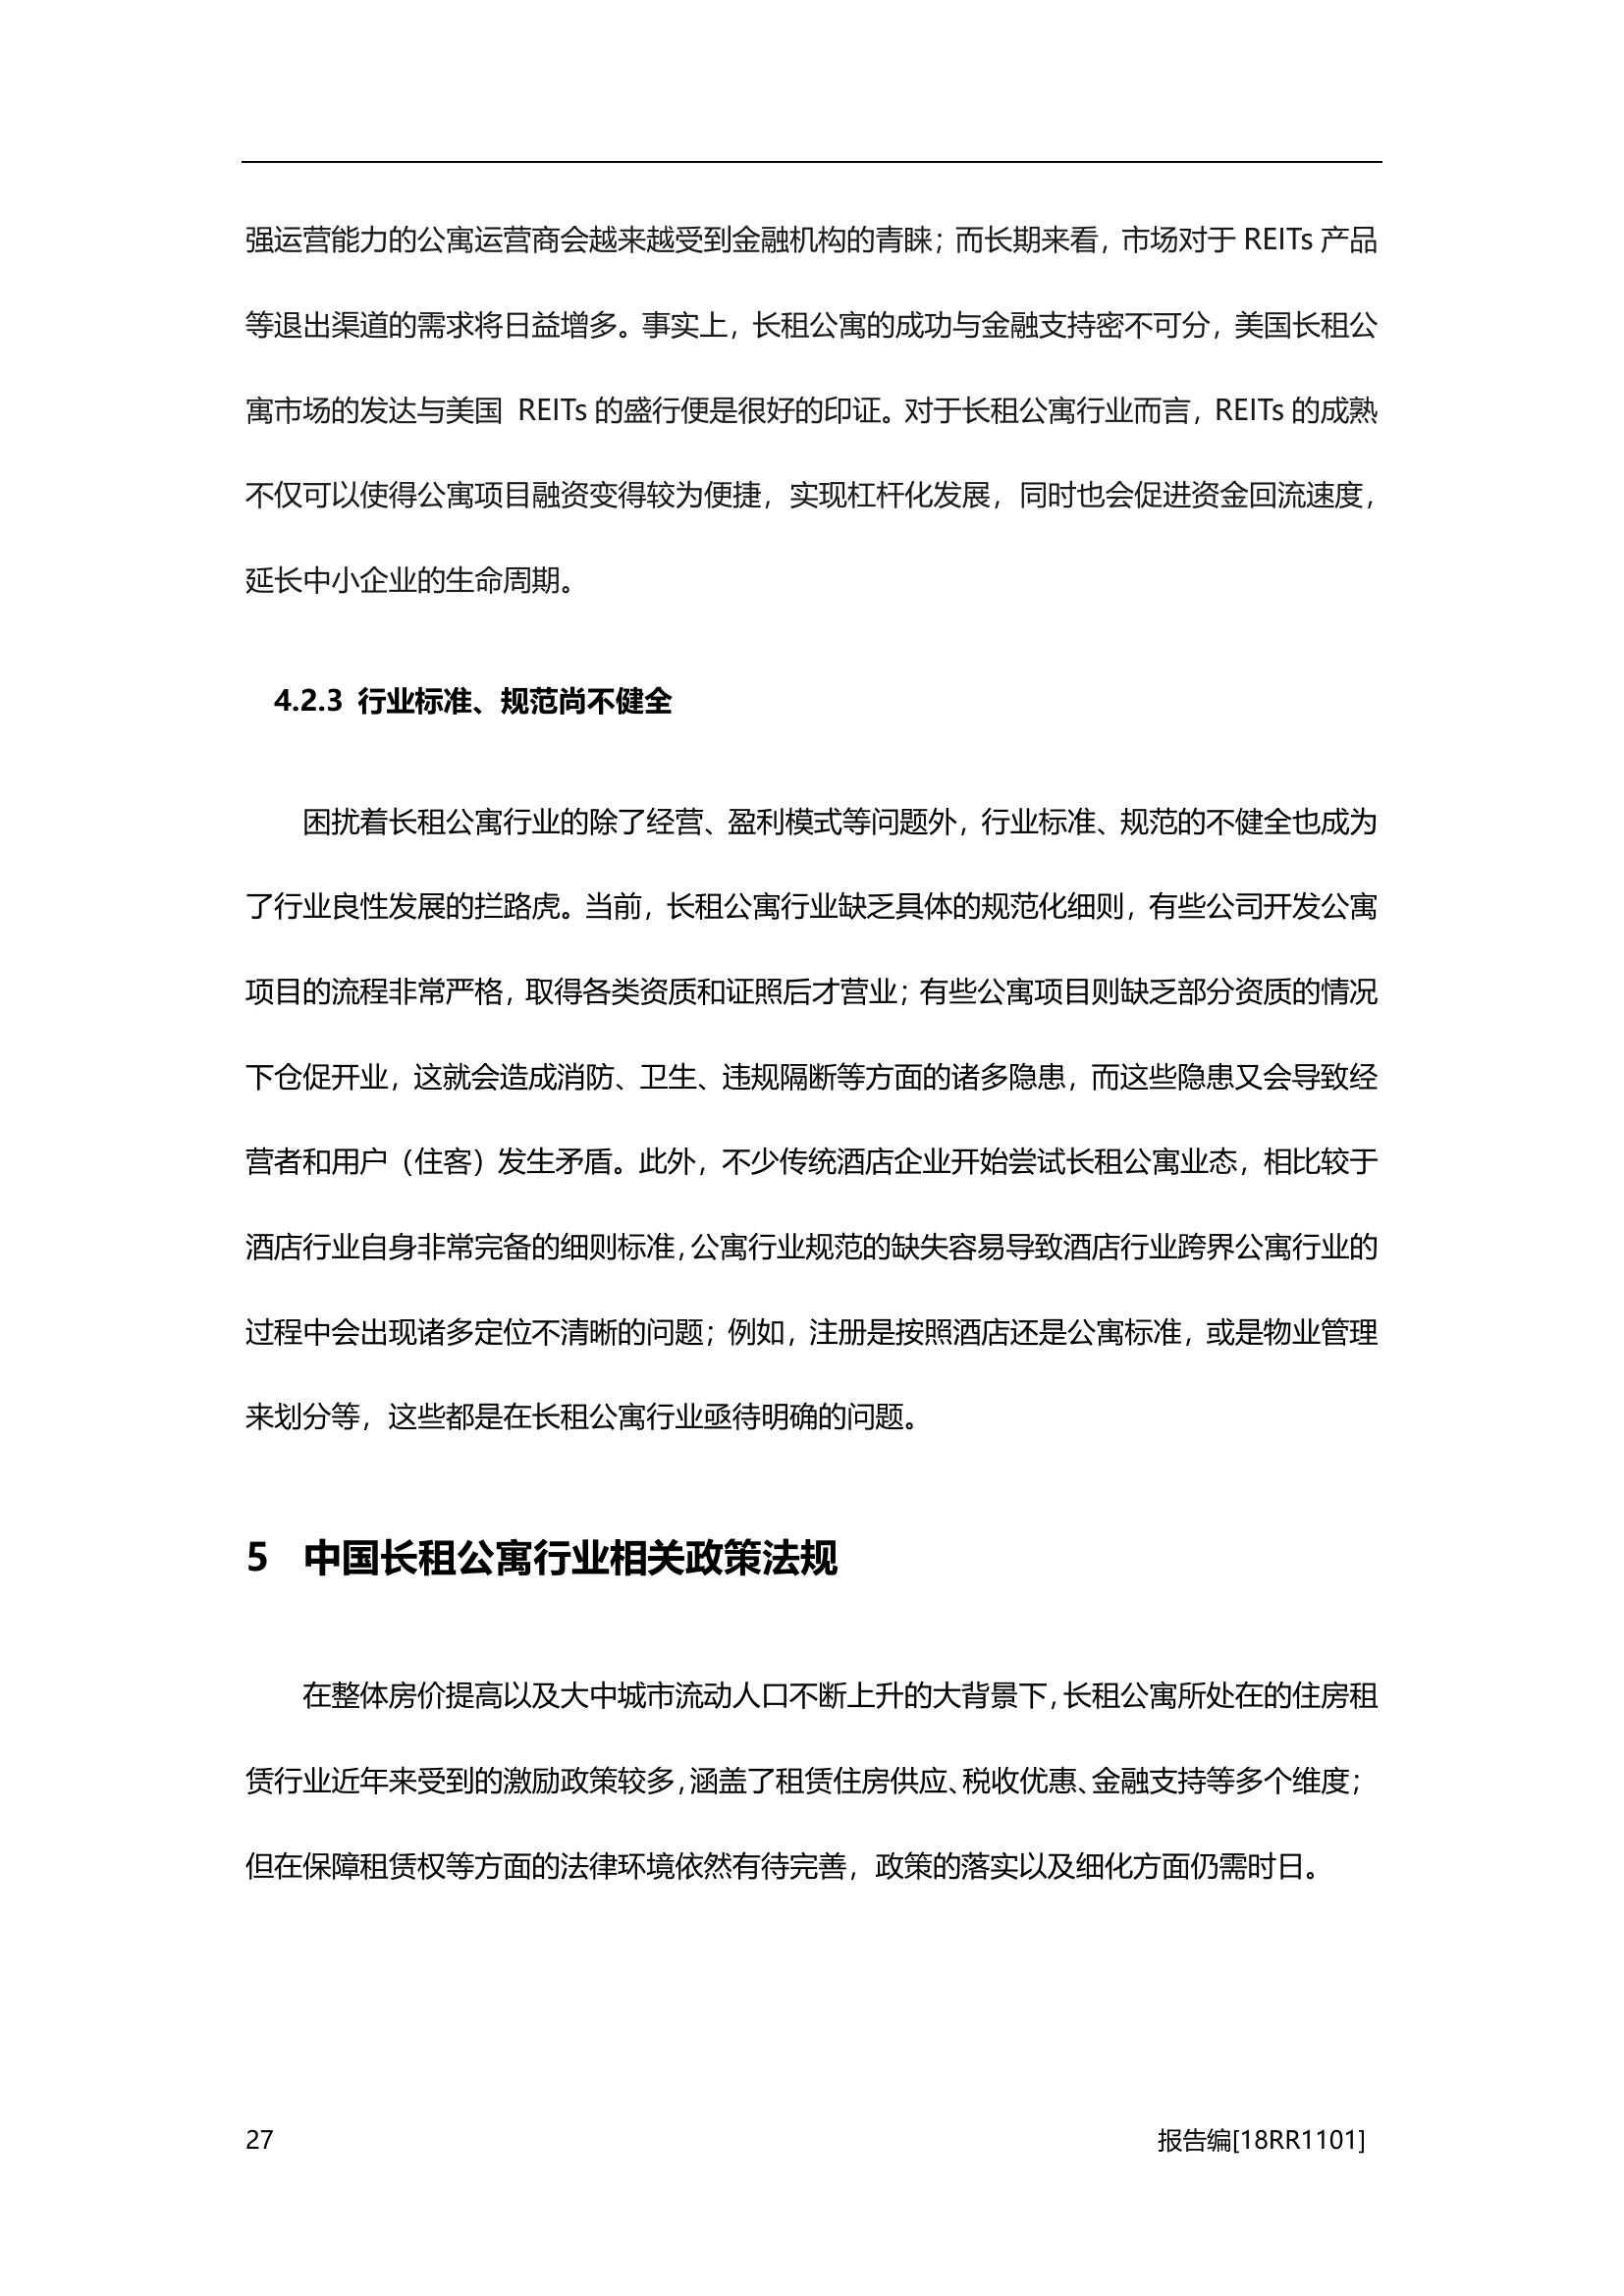 强运营能力的公寓运营商会越来越受到金融机构的青睐；而长期来看，市场对于 REITs 产品
等退出渠道的需求将日益增多。事实上，长租公寓的成功与金融支持密不可分，美国长租公
寓市场的发达与美国 REITs 的盛行便是很好的印证。对于长租公寓行业而言，REITs 的成熟
不仅可以使得公寓项目融资变得较为便捷，实现杠杆化发展，同时也会促进资金回流速度，
延长中小企业的生命周期。
4.2.3 行业标准、规范尚不健全
困扰着长租公寓行业的除了经营、盈利模式等问题外，行业标准、规范的不健全也成为
了行业良性发展的拦路虎。当前，长租公寓行业缺乏具体的规范化细则，有些公司开发公寓
项目的流程非常严格，取得各类资质和证照后才营业；有些公寓项目则缺乏部分资质的情况
下仓促开业，这就会造成消防、卫生、违规隔断等方面的诸多隐患，而这些隐患又会导致经
营者和用户（住客）发生矛盾。此外，不少传统酒店企业开始尝试长租公寓业态，相比较于
酒店行业自身非常完备的细则标准，公寓行业规范的缺失容易导致酒店行业跨界公寓行业的
过程中会出现诸多定位不清晰的问题；例如，注册是按照酒店还是公寓标准，或是物业管理
来划分等，这些都是在长租公寓行业亟待明确的问题。
5 中国长租公寓行业相关政策法规
在整体房价提高以及大中城市流动人口不断上升的大背景下，长租公寓所处在的住房租
赁行业近年来受到的激励政策较多，涵盖了租赁住房供应、税收优惠、金融支持等多个维度；
但在保障租赁权等方面的法律环境依然有待完善，政策的落实以及细化方面仍需时日。
27 报告编[18RR1101]